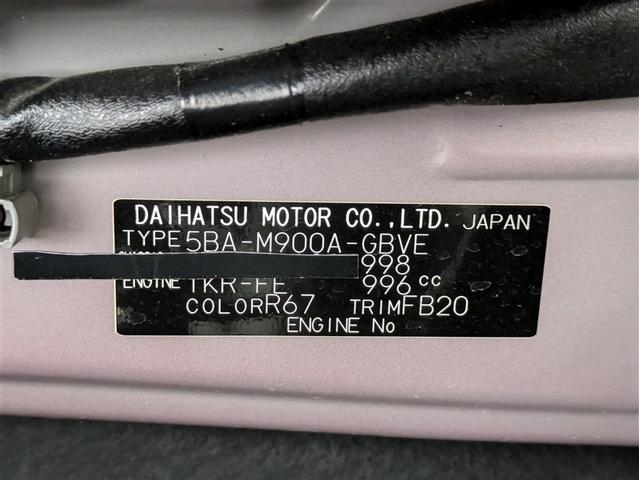 DAIHATSU MOTOR CO.,LTD. JAPAN
TYPE 5BA-M900A-GBVE
998
ENGINE 1KR-FE 996 cc
COLOR R67 TRIM FB20
ENGINE No